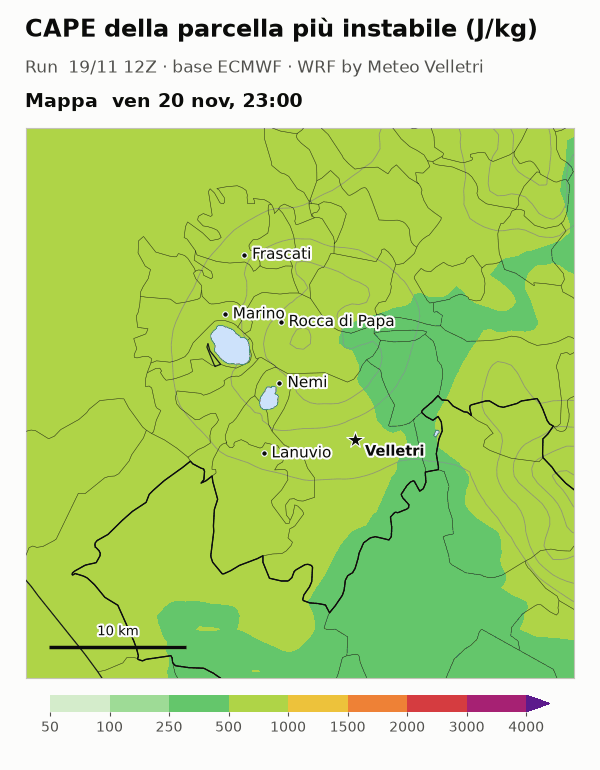 CAPE della parcella più instabile (J/kg)
Run  19/11 12Z · base ECMWF · WRF by Meteo Velletri
Mappa  ven 20 nov, 23:00
Frascati
Marino
Rocca di Papa
Nemi
Velletri
Lanuvio
10 km
50 100 250 500 1000 1500 2000 3000 4000